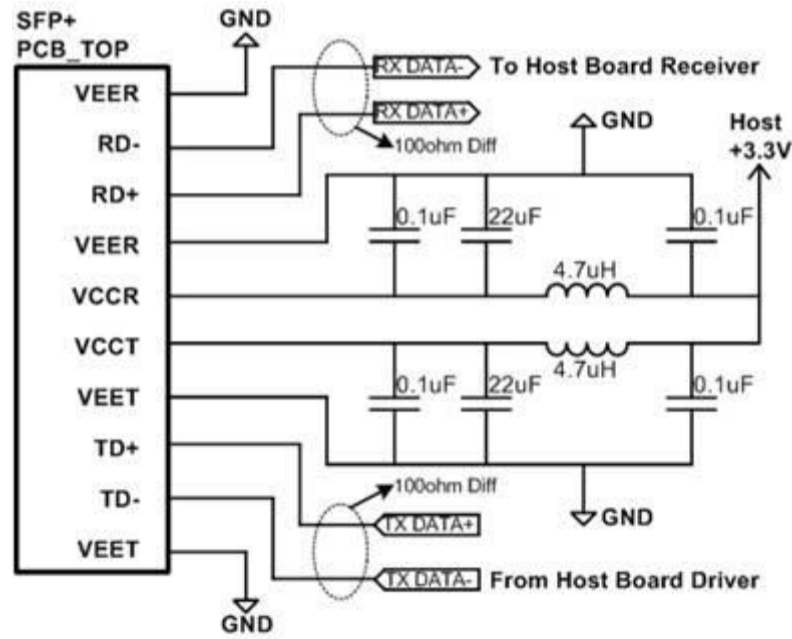 SFP+
PCB_TOP
GND
VEER
RX DATA- To Host Board Receiver
RD-
RX DATA+
100ohm Diff
GND
Host
+3.3V
RD+
VEER
0.1uF 22uF 0.1uF
4.7uH
VCCR
VCCT
4.7uH
VEET
0.1uF 22uF 0.1uF
TD+
100ohm Diff
TD-
TX DATA+
GND
VEET
TX DATA- From Host Board Driver
GND